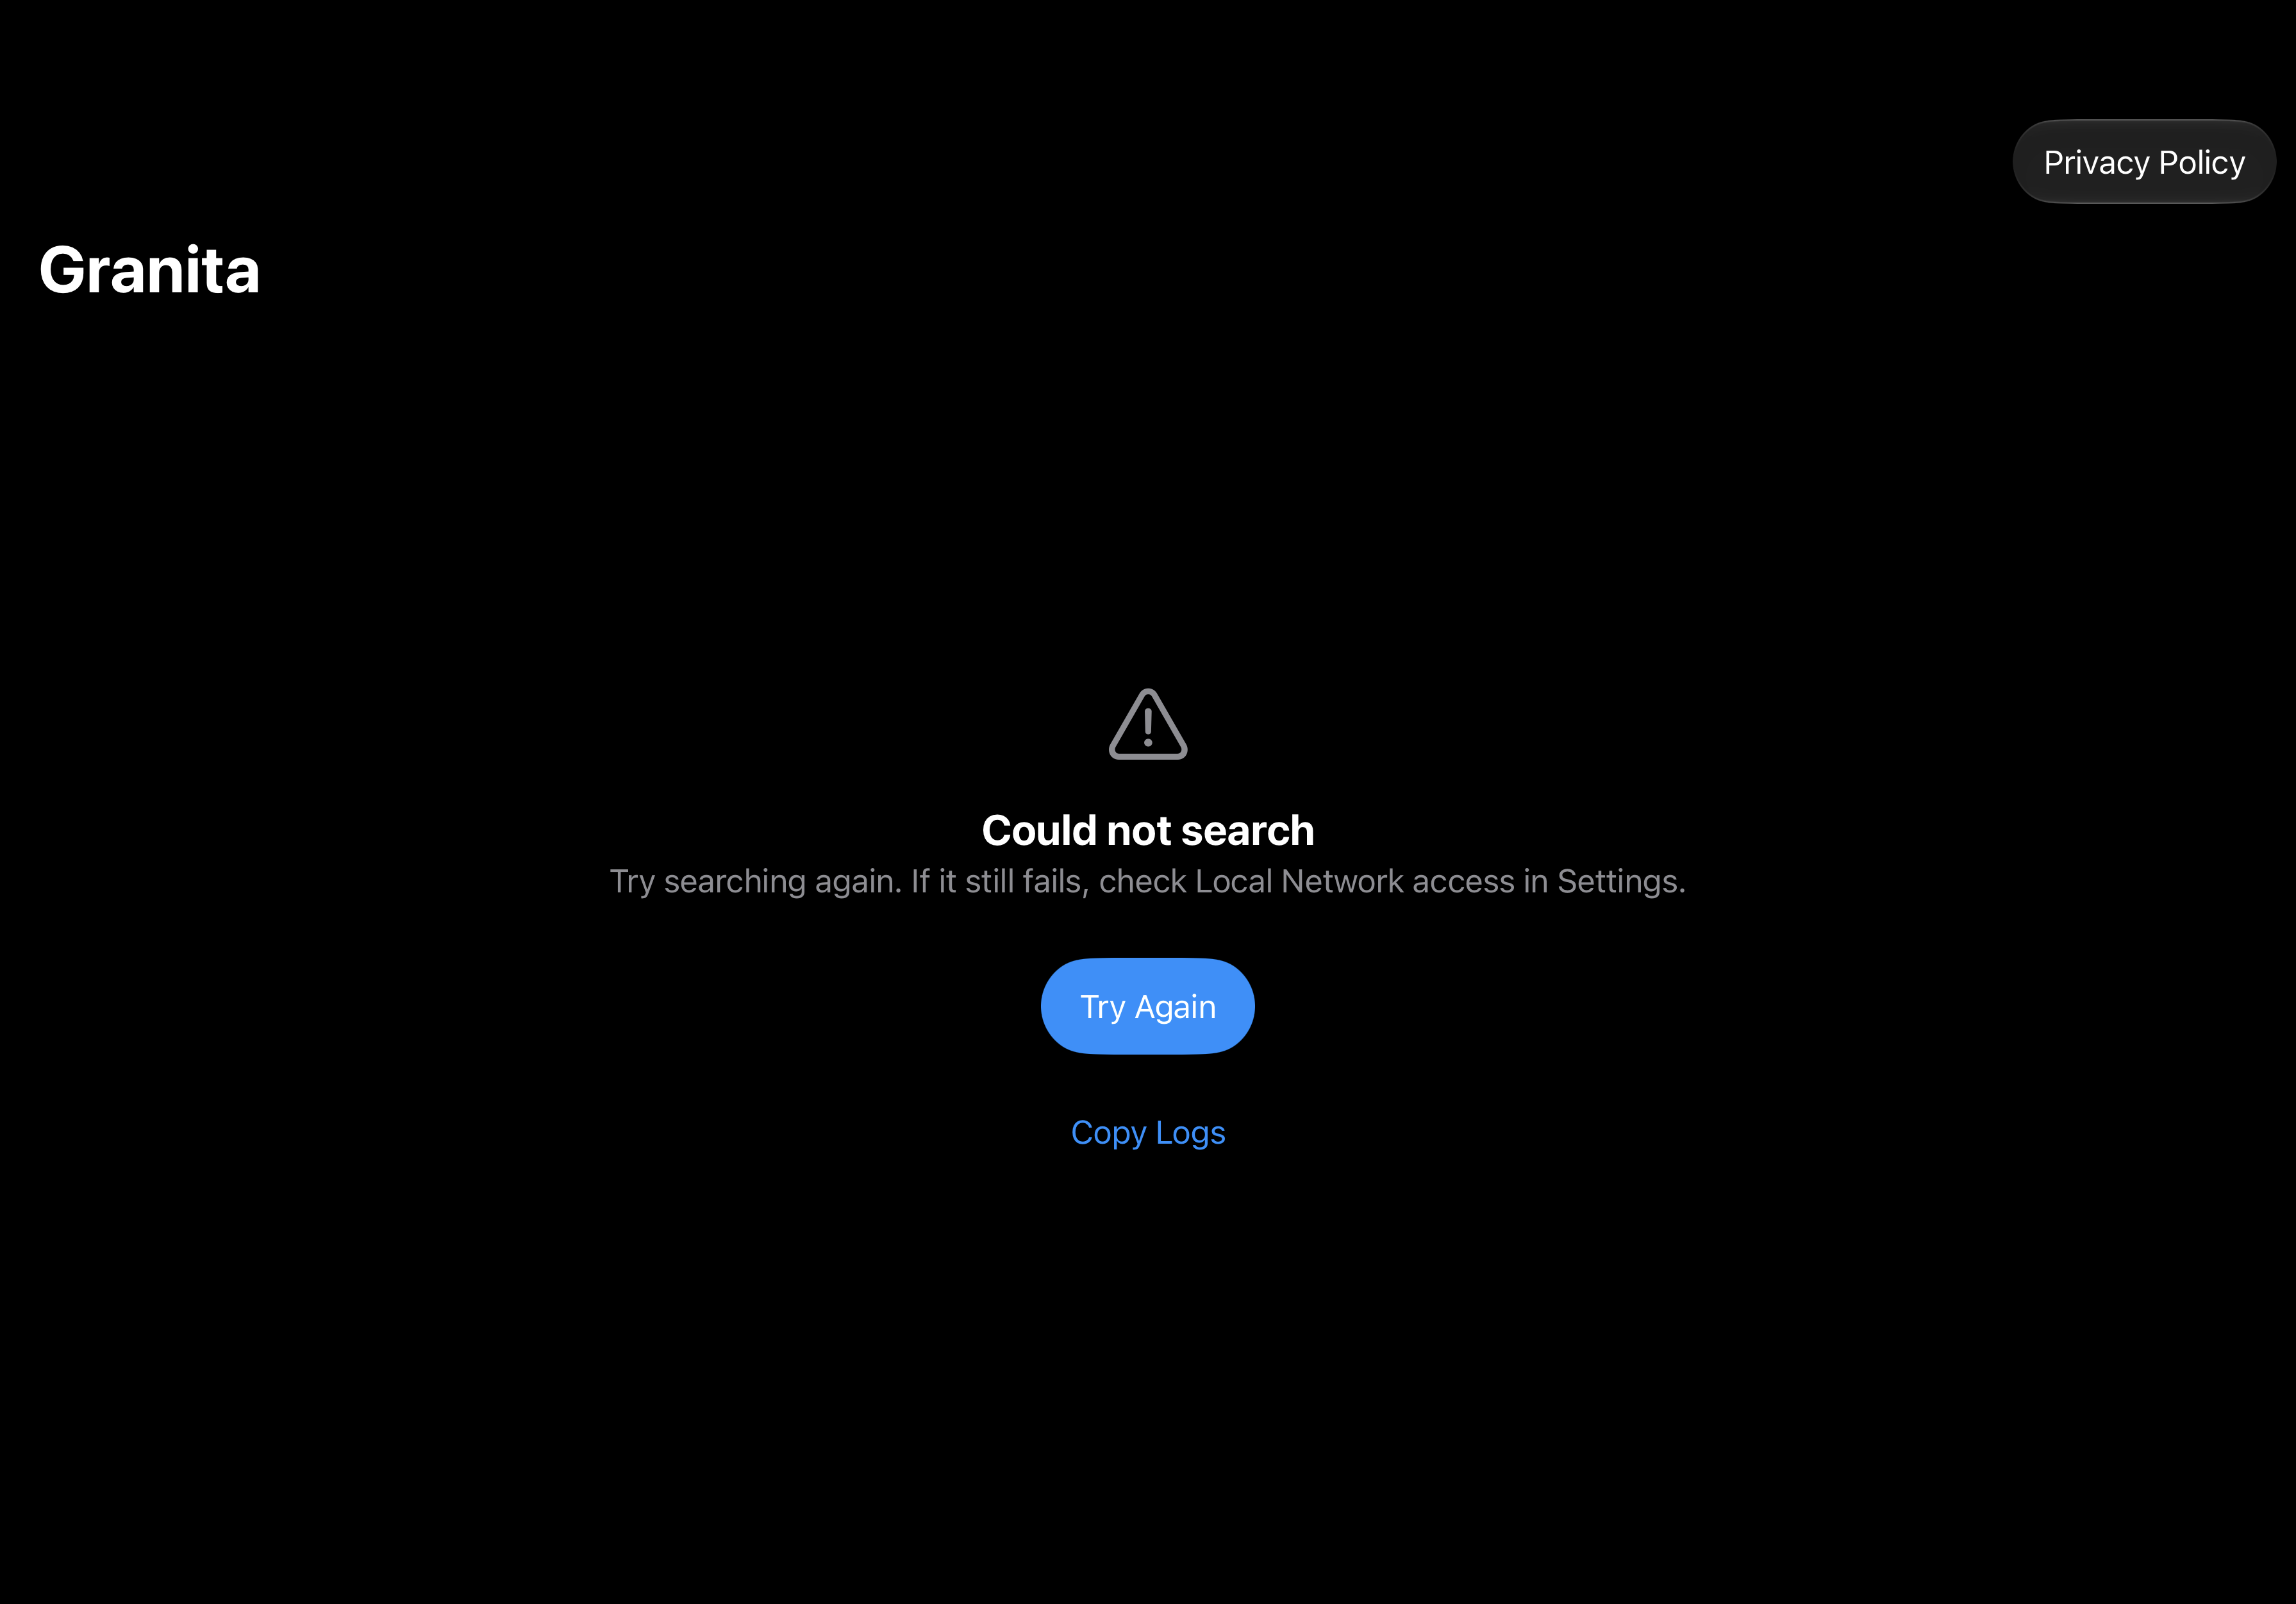 Privacy Policy
Granita
Could not search
Try searching again. If it still fails, check Local Network access in Settings.
Try Again
Copy Logs